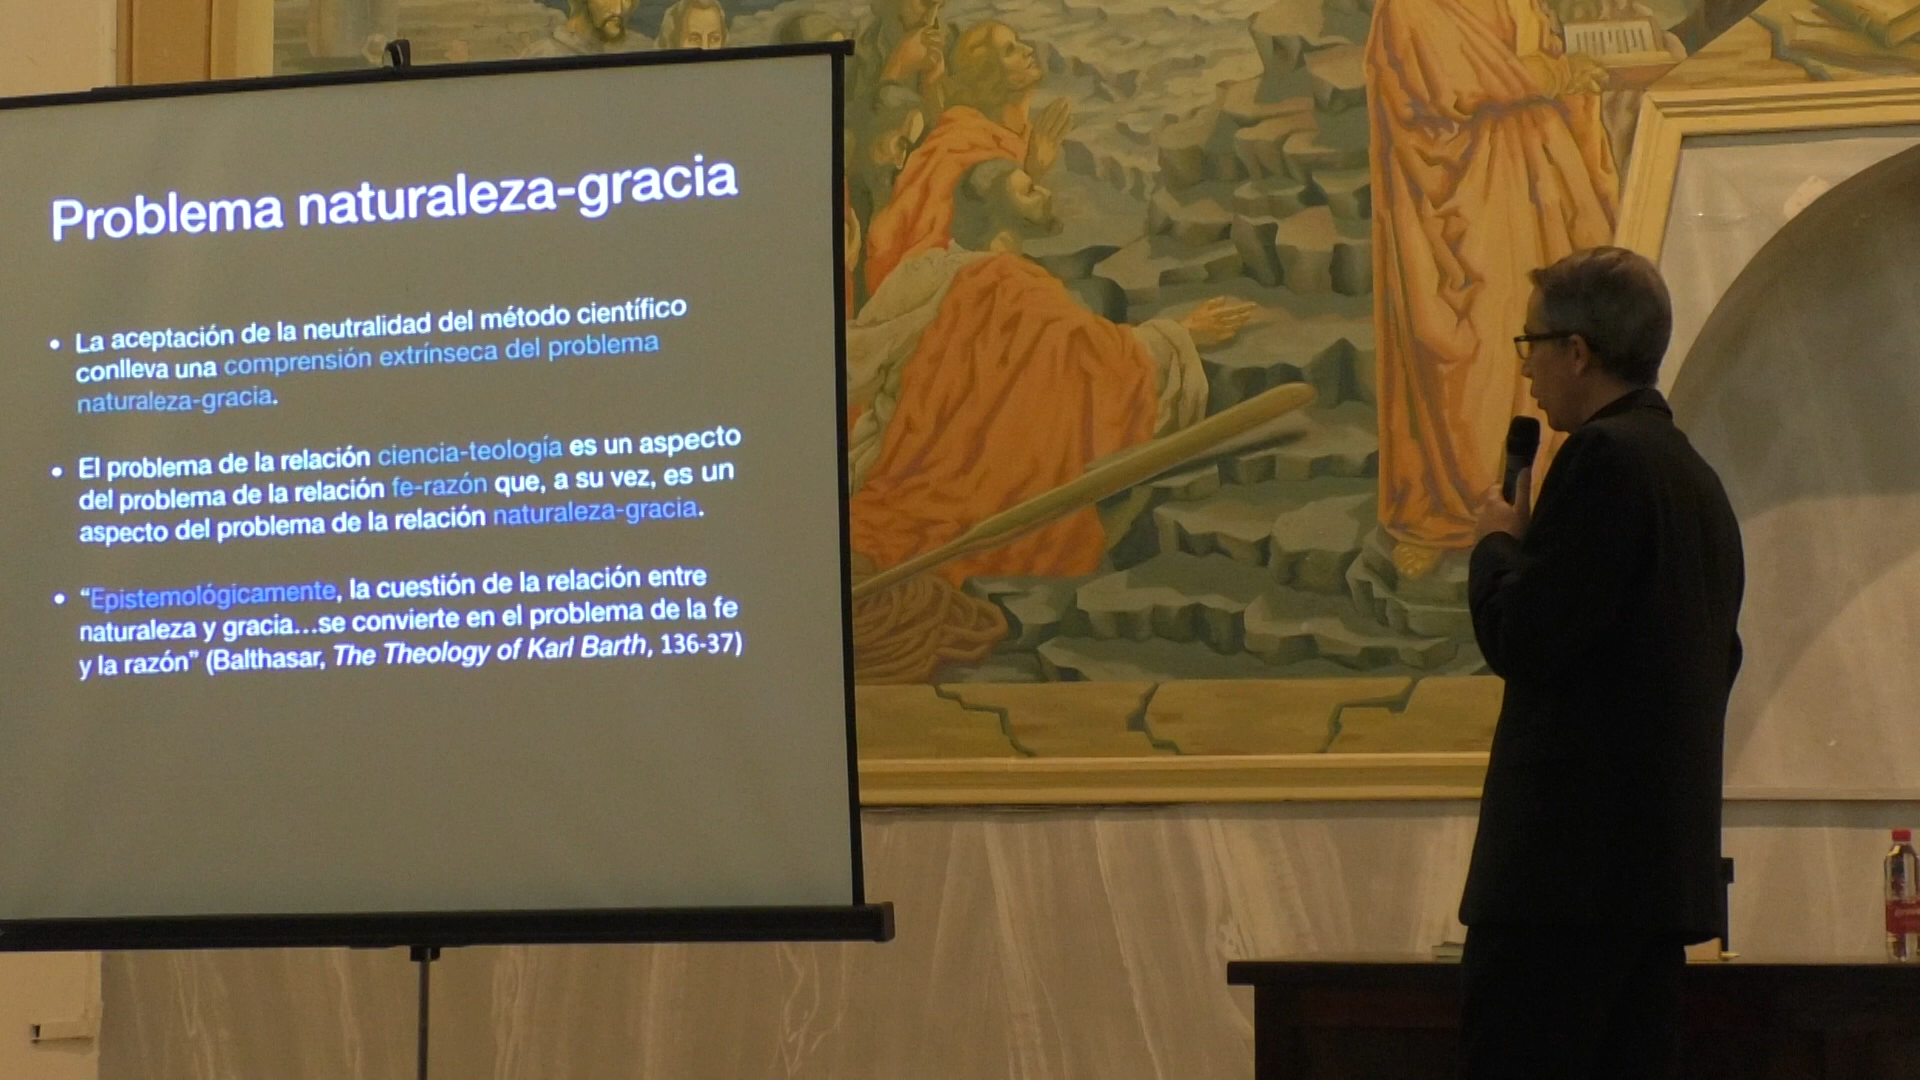 Problema naturaleza-gracia
• La aceptación de la neutralidad del método científico
conlleva una comprensión extrínseca del problema
naturaleza-gracia.
• El problema de la relación ciencia-teología es un aspecto
del problema de la relación fe-razón que, a su vez, es un
aspecto del problema de la relación naturaleza-gracia.
• “Epistemológicamente, la cuestión de la relación entre
naturaleza y gracia...se convierte en el problema de la fe
y la razón” (Balthasar, The Theology of Karl Barth, 136-37)